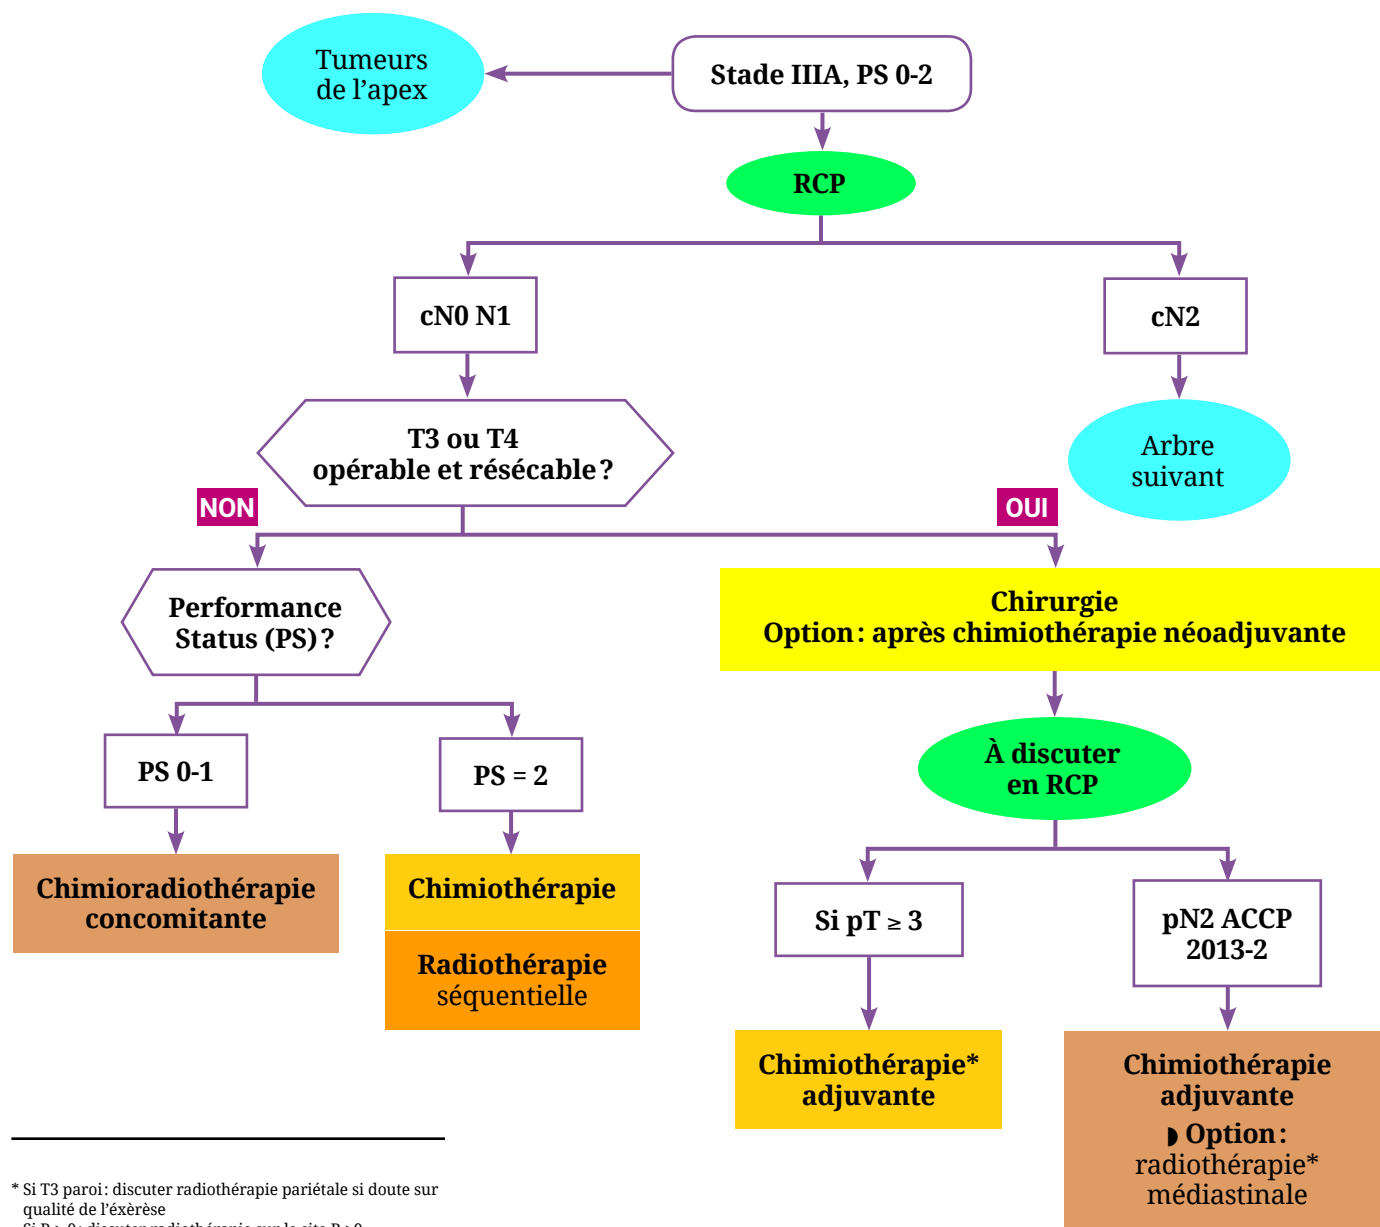 Tumeurs
de l’apex
Stade IIIA, PS 0-2
RCP
cN0 N1
cN2
T3 ou T4
opérable et résécable ?
Arbre
suivant
NON
OUI
Performance
Status (PS) ?
Chirurgie
Option : après chimiothérapie néoadjuvante
PS 0-1
PS = 2
À discuter
en RCP
Chimioradiothérapie
concomitante
Chimiothérapie
Radiothérapie
séquentielle
Si pT ≥ 3
pN2 ACCP
2013-2
Chimiothérapie*
adjuvante
Chimiothérapie
adjuvante
◗ Option :
radiothérapie*
médiastinale
* Si T3 paroi : discuter radiothérapie pariétale si doute sur
qualité de l’éxérèse